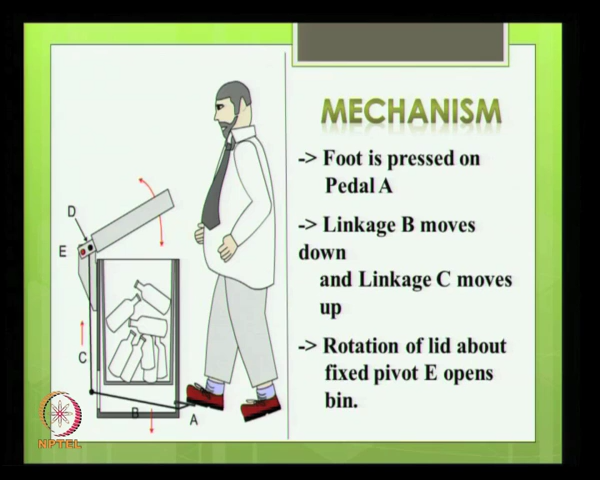 MECHANISM
-> Foot is pressed on
Pedal A
-> Linkage B moves
down
and Linkage C moves
up
-> Rotation of lid about
fixed pivot E opens
bin.
D
E
C
B
A
NPTEL